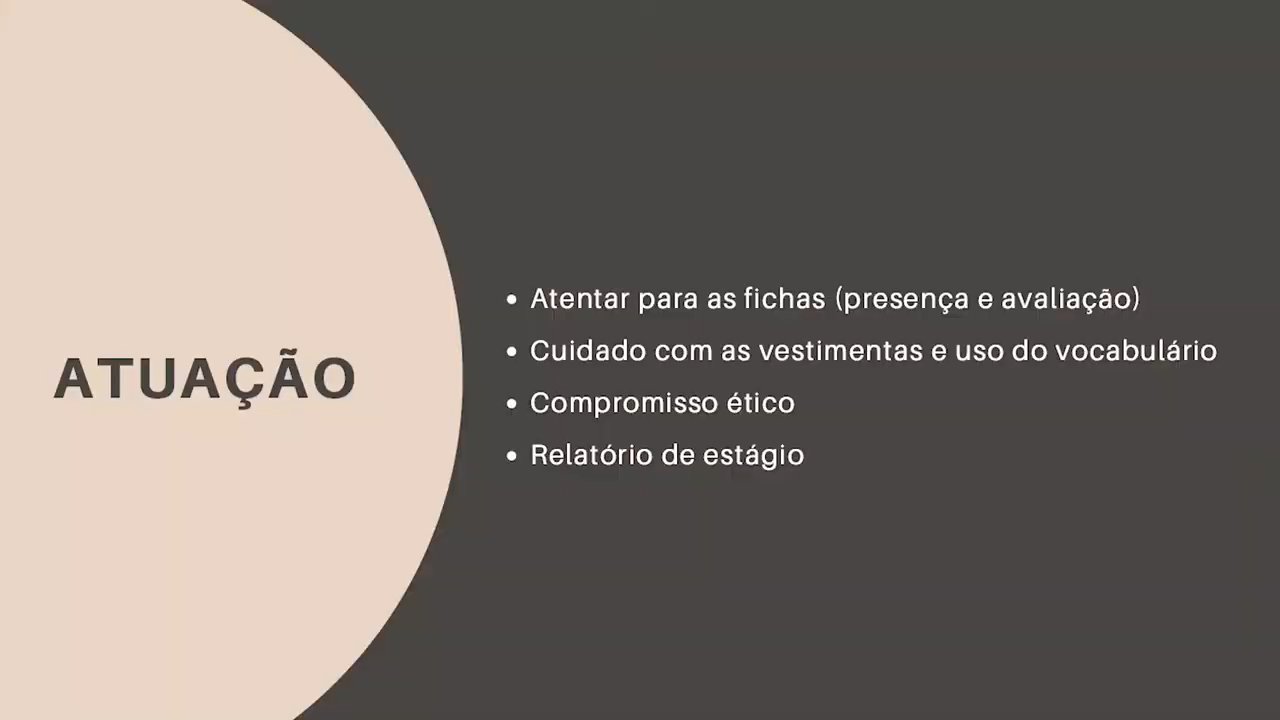 ATUAÇÃO
• Atentar para as fichas (presença e avaliação)
• Cuidado com as vestimentas e uso do vocabulário
• Compromisso ético
• Relatório de estágio